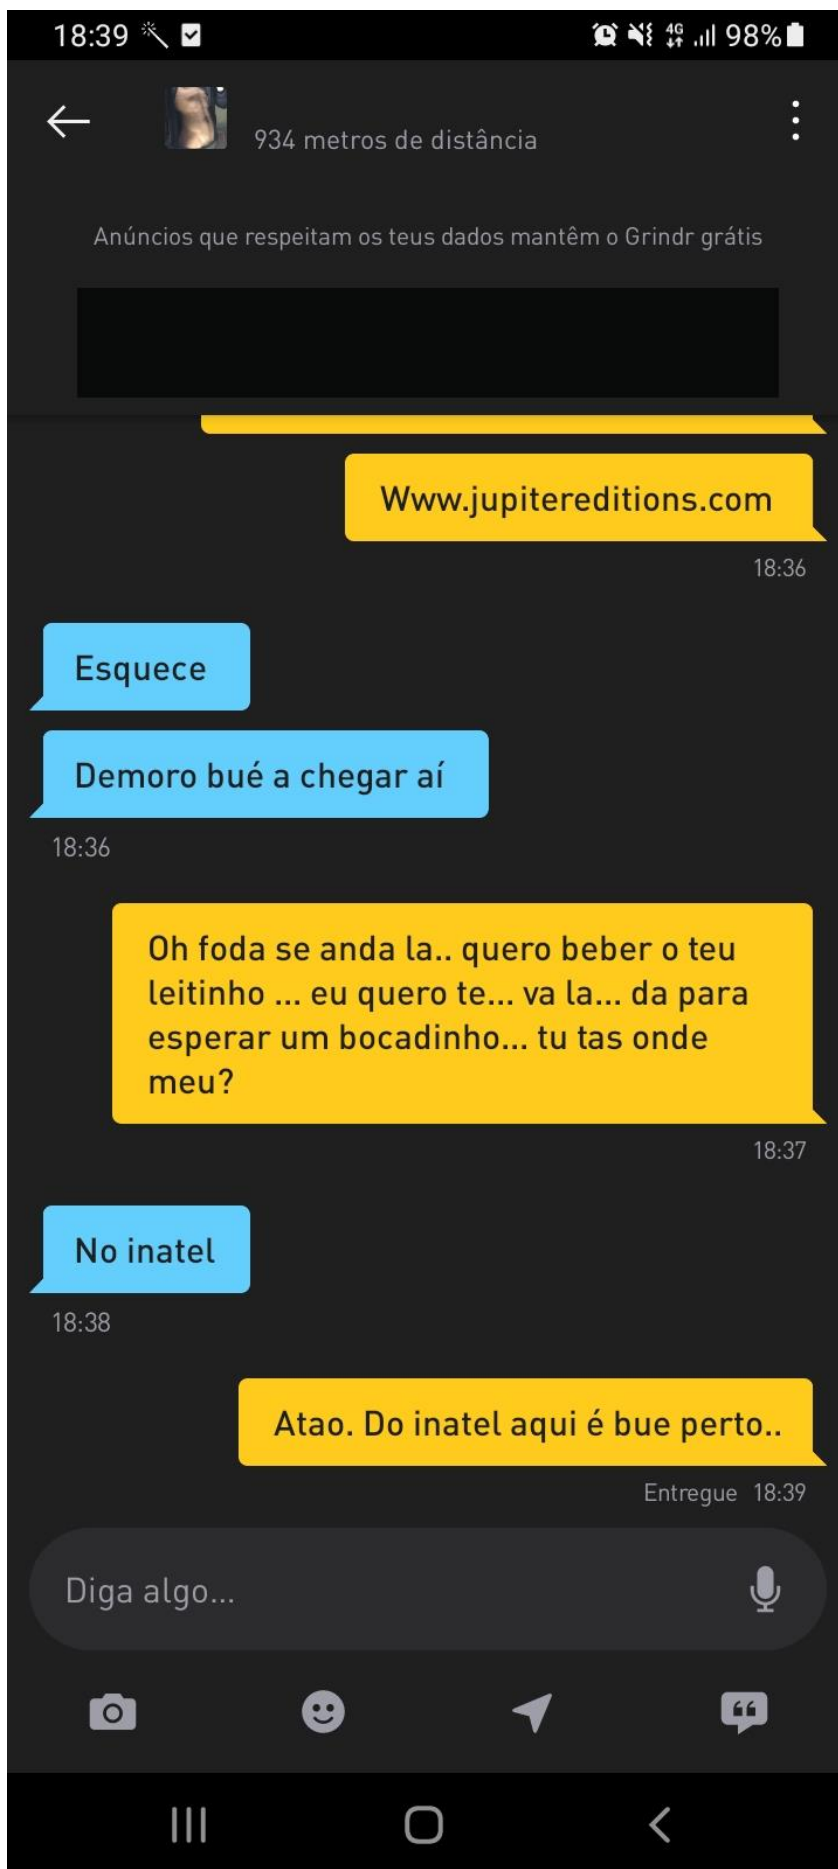 18:39
4G 98%
934 metros de distância
Anúncios que respeitam os teus dados mantêm o Grindr grátis
Www.jupitereditions.com
18:36
Esquece
Demoro bué a chegar aí
18:36
Oh foda se anda la.. quero beber o teu
leitinho ... eu quero te... va la... da para
esperar um bocadinho... tu tas onde
meu?
18:37
No inatel
18:38
Atao. Do inatel aqui é bue perto..
Entregue 18:39
Diga algo...